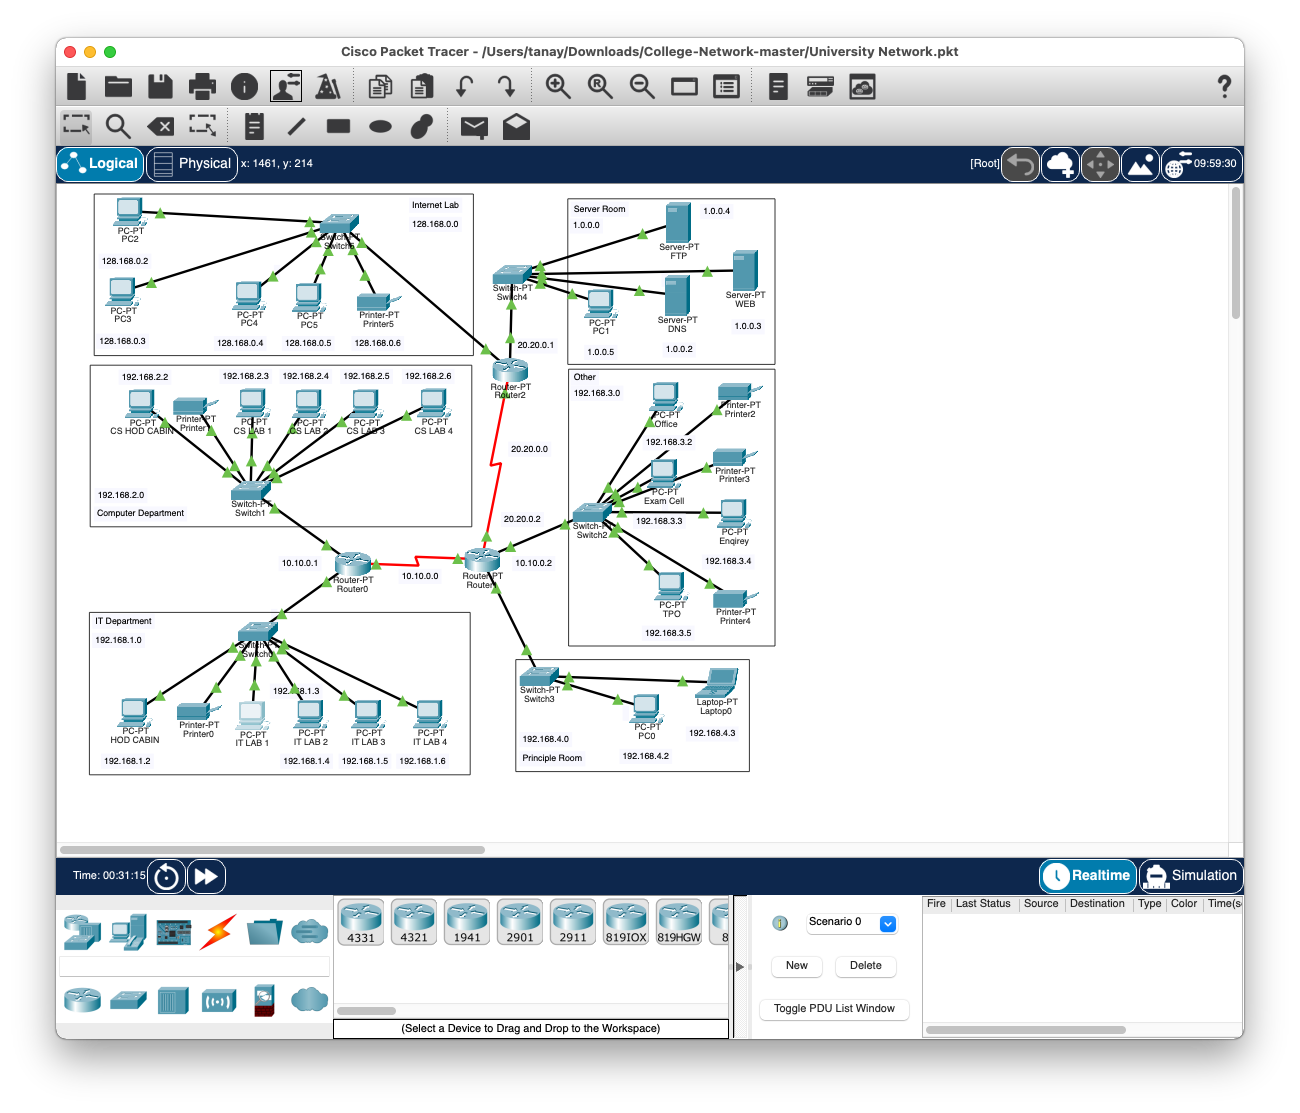 Cisco Packet Tracer - /Users/tanay/Downloads/College-Network-master/University Network.pkt
Logical
Physical
x: 1461, y: 214
[Root]
09:59:30
Internet Lab
128.168.0.0
PC-PT
PC2
128.168.0.2
PC-PT
PC3
128.168.0.3
PC-PT
PC4
128.168.0.4
PC-PT
PC5
128.168.0.5
Printer-PT
Printer5
128.168.0.6
Server Room
1.0.0.0
1.0.0.4
Server-PT
FTP
Server-PT
WEB
1.0.0.3
Server-PT
DNS
1.0.0.2
PC-PT
PC1
1.0.0.5
Switch-PT
Switch4
20.20.0.1
Router-PT
Router2
20.20.0.0
20.20.0.2
192.168.2.2
192.168.2.3
192.168.2.4
192.168.2.5
192.168.2.6
PC-PT
CS HOD CABIN
Printer-PT
Printer
PC-PT
CS LAB 1
PC-PT
CS LAB 2
PC-PT
CS LAB 3
PC-PT
CS LAB 4
192.168.2.0
Computer Department
Switch-PT
Switch1
Other
192.168.3.0
PC-PT
Office
192.168.3.2
Printer-PT
Printer2
Printer-PT
Printer3
PC-PT
Exam Cell
192.168.3.3
PC-PT
Enqirey
192.168.3.4
Switch2
PC-PT
TPO
192.168.3.5
Printer-PT
Printer4
10.10.0.1
Router-PT
Router0
10.10.0.0
Router-PT
10.10.0.2
IT Department
192.168.1.0
Switch-PT
PC-PT
HOD CABIN
192.168.1.2
Printer-PT
Printer0
PC-PT
IT LAB 1
192.168.1.3
PC-PT
IT LAB 2
192.168.1.4
PC-PT
IT LAB 3
192.168.1.5
PC-PT
IT LAB 4
192.168.1.6
Switch-PT
Switch3
Laptop-PT
Laptop0
192.168.4.3
PC-PT
PC0
192.168.4.2
192.168.4.0
Principle Room
Time: 00:31:15
Realtime
Simulation
4331
4321
1941
2901
2911
819IOX
819HGW
8
(Select a Device to Drag and Drop to the Workspace)
Scenario 0
New
Delete
Toggle PDU List Window
Fire Last Status Source Destination Type Color Time(s